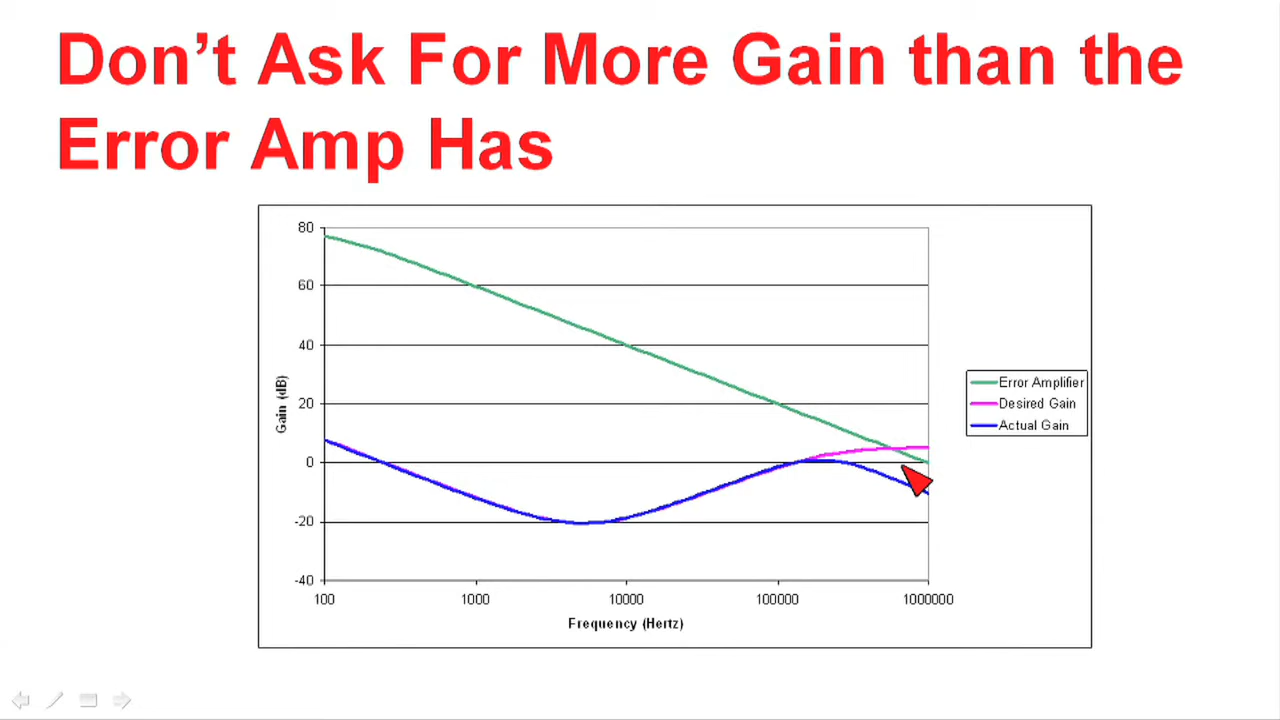 Don’t Ask For More Gain than the
Error Amp Has
80
60
40
20
0
-20
-40
Gain (dB)
100 1000 10000 100000 1000000
Frequency (Hertz)
Error Amplifier
Desired Gain
Actual Gain